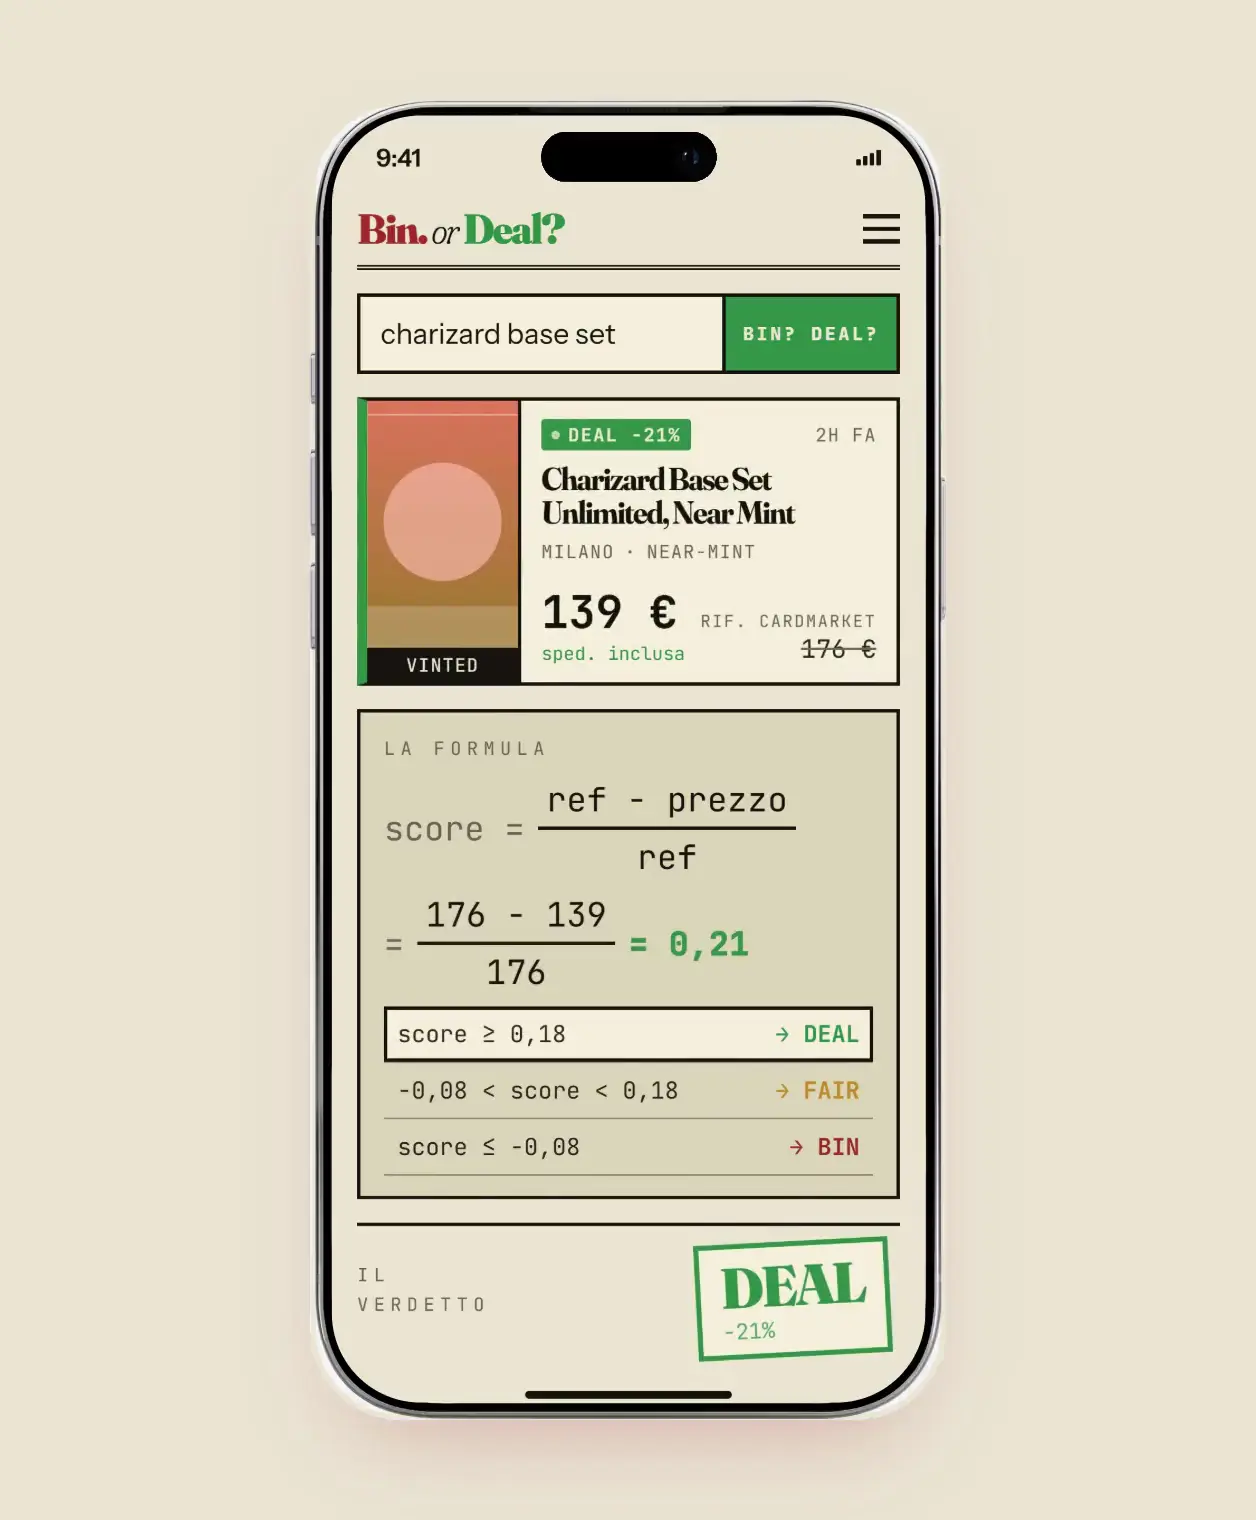 9:41
Bin. or Deal?
charizard base set
BIN? DEAL?
DEAL -21%
2H FA
Charizard Base Set
Unlimited, Near Mint
MILANO · NEAR-MINT
139 €
sped. inclusa
RIF. CARDMARKET
176 €
VINTED
LA FORMULA
score = ref - prezzo
ref
= 176 - 139 = 0,21
176
score ≥ 0,18 → DEAL
-0,08 < score < 0,18 → FAIR
score ≤ -0,08 → BIN
IL
VERDETTO
DEAL
-21%